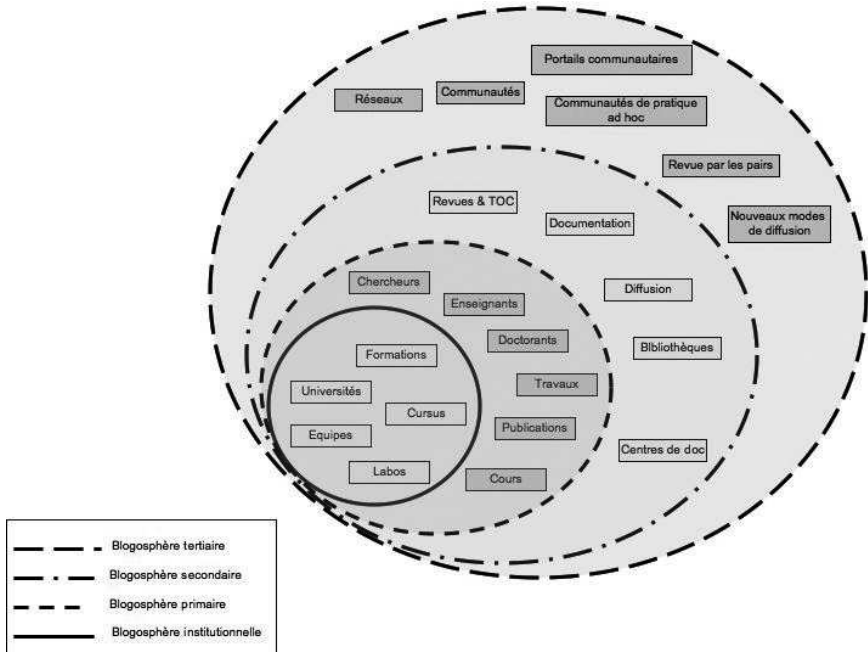 Portails communautaires
Réseaux
Communautés
Communautés de pratique
ad hoc
Revue par les pairs
Revues & TOC
Documentation
Nouveaux modes
de diffusion
Chercheurs
Enseignants
Diffusion
Doctorants
Formations
BIbliothèques
Universités
Travaux
Cursus
Equipes
Publications
Centres de doc
Labos
Cours
Blogosphère tertiaire
Blogosphère secondaire
Blogosphère primaire
Blogosphère institutionnelle